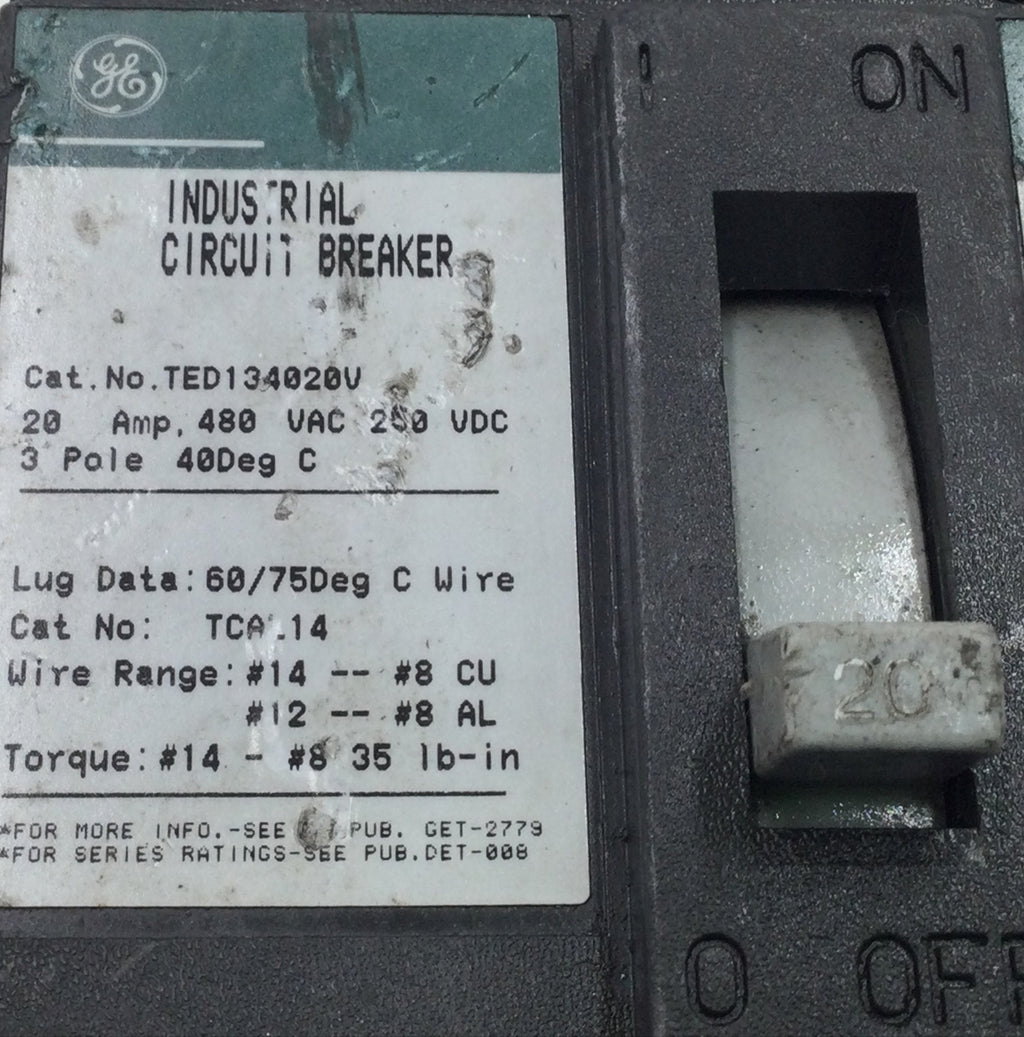 GE
INDUSTRIAL
CIRCUIT BREAKER
Cat.No.TED134020V
20 Amp, 480 VAC 250 VDC
3 Pole 40Deg C
Lug Data: 60/75Deg C Wire
Cat No: TCAL14
Wire Range: #14 -- #8 CU
#12 -- #8 AL
Torque: #14 - #8 35 lb-in
*FOR MORE INFO.-SEE PUB. GET-2779
*FOR SERIES RATINGS-SEE PUB.DET-008
I ON
20
O OFF